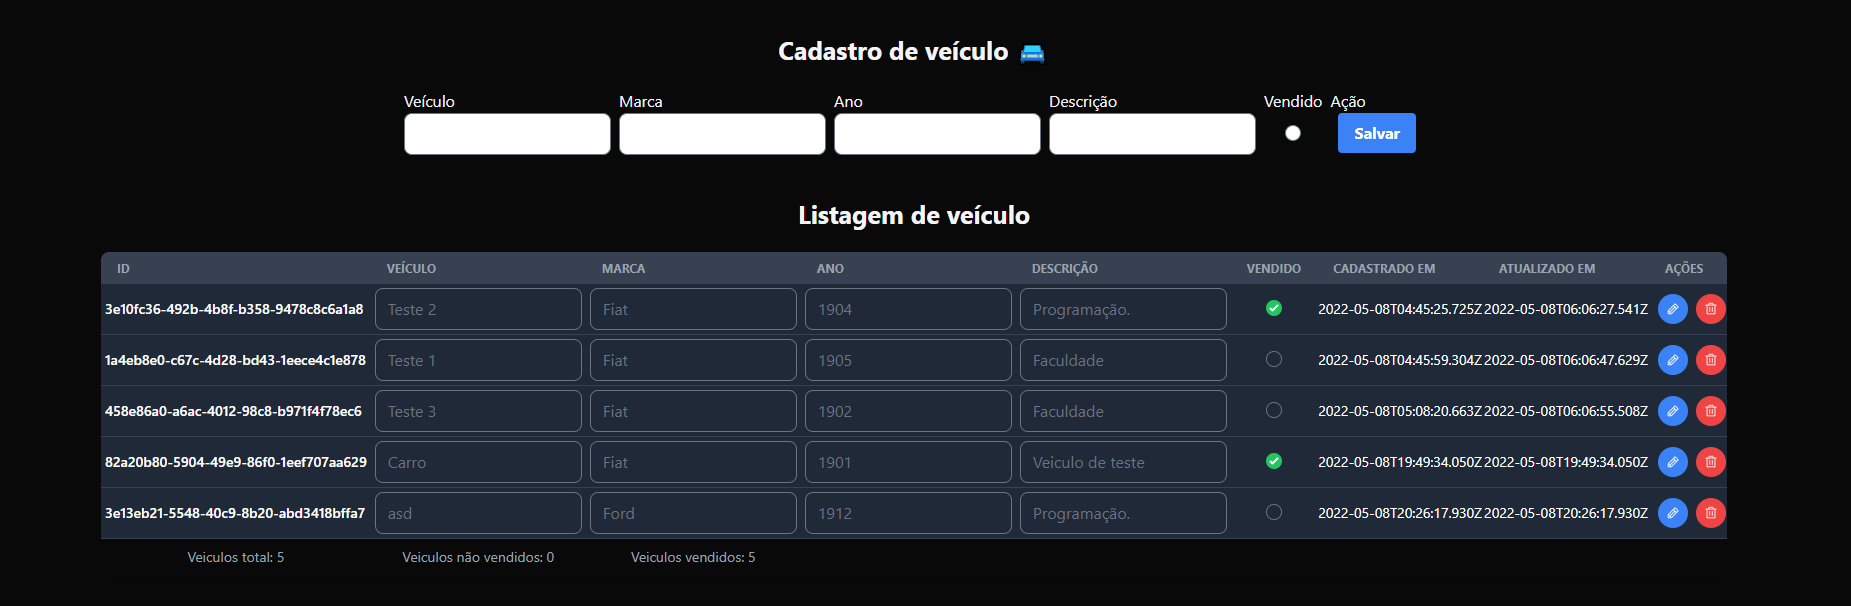 Cadastro de veículo
Veículo Marca Ano Descrição Vendido Ação
Salvar
Listagem de veículo
ID VEÍCULO MARCA ANO DESCRIÇÃO VENDIDO CADASTRADO EM ATUALIZADO EM AÇÕES
3e10fc36-492b-4b8f-b358-9478c8c6a1a8 Teste 2 Fiat 1904 Programação. 2022-05-08T04:45:25.725Z 2022-05-08T06:06:27.541Z
1a4eb8e0-c67c-4d28-bd43-1eece4c1e878 Teste 1 Fiat 1905 Faculdade 2022-05-08T04:45:59.304Z 2022-05-08T06:06:47.629Z
458e86a0-a6ac-4012-98c8-b971f4f78ec6 Teste 3 Fiat 1902 Faculdade 2022-05-08T05:08:20.663Z 2022-05-08T06:06:55.508Z
82a20b80-5904-49e9-86f0-1eef707aa629 Carro Fiat 1901 Veiculo de teste 2022-05-08T19:49:34.050Z 2022-05-08T19:49:34.050Z
3e13eb21-5548-40c9-8b20-abd3418bffa7 asd Ford 1912 Programação. 2022-05-08T20:26:17.930Z 2022-05-08T20:26:17.930Z
Veiculos total: 5 Veiculos não vendidos: 0 Veiculos vendidos: 5